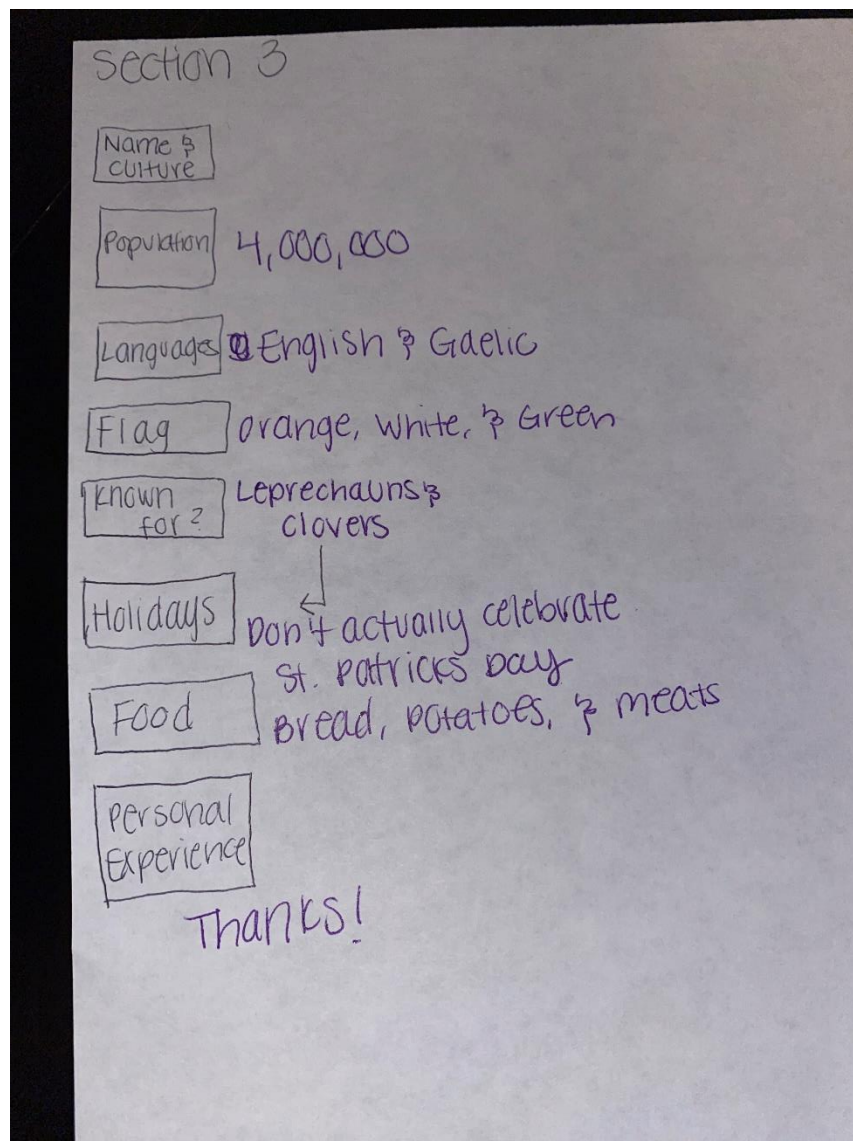 Section 3
Name &
culture
Population 4,000,000
Languages English & Gaelic
Flag Orange, White, & Green
Known Leprechauns &
for? clovers
Holidays Don't actually celebrate
St. Patricks Day
Food Bread, potatoes, & meats
Personal
Experience
Thanks!